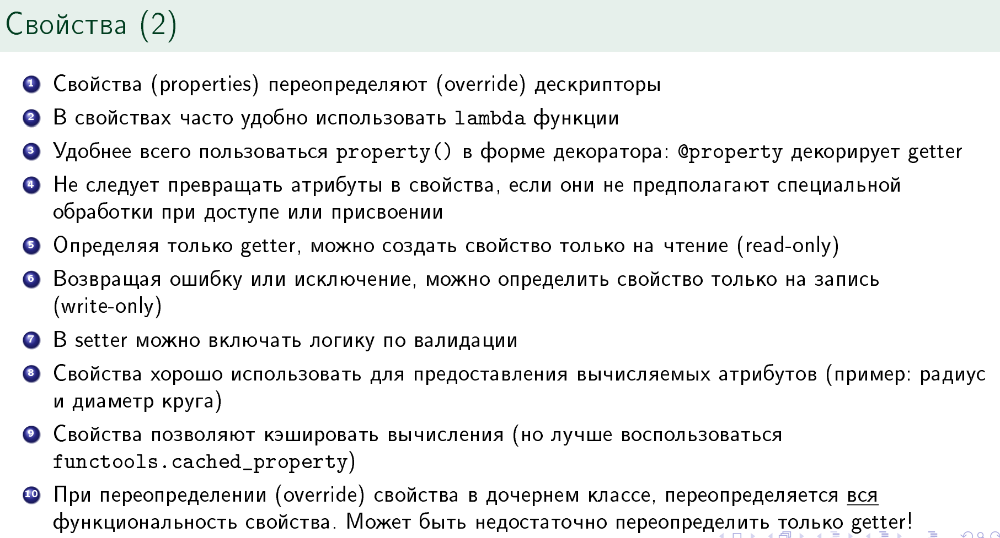 Свойства (2)
1 Свойства (properties) переопределяют (override) дескрипторы
2 В свойствах часто удобно использовать lambda функции
3 Удобнее всего пользоваться property() в форме декоратора: @property декорирует getter
4 Не следует превращать атрибуты в свойства, если они не предполагают специальной
обработки при доступе или присвоении
5 Определяя только getter, можно создать свойство только на чтение (read-only)
6 Возвращая ошибку или исключение, можно определить свойство только на запись
(write-only)
7 В setter можно включать логику по валидации
8 Свойства хорошо использовать для предоставления вычисляемых атрибутов (пример: радиус
и диаметр круга)
9 Свойства позволяют кэшировать вычисления (но лучше воспользоваться
functools.cached_property)
10 При переопределении (override) свойства в дочернем классе, переопределяется вся
функциональность свойства. Может быть недостаточно переопределить только getter!